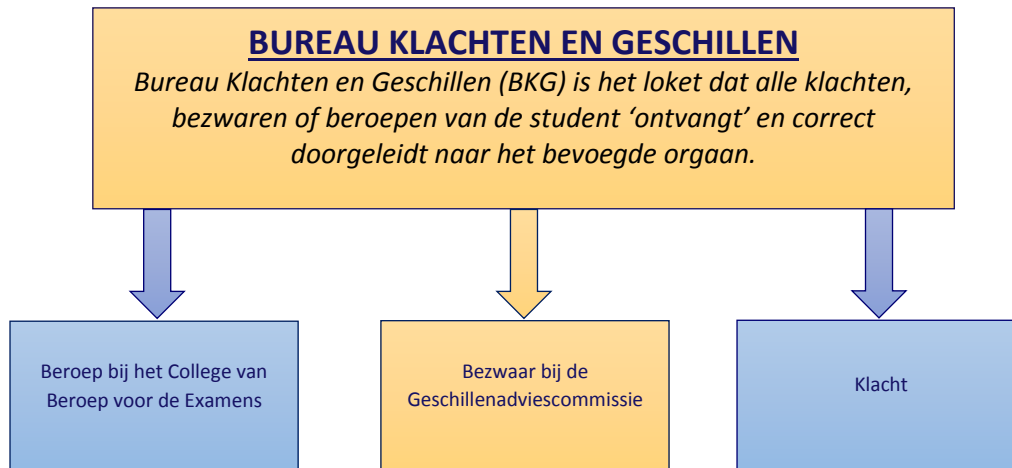 BUREAU KLACHTEN EN GESCHILLEN
Bureau Klachten en Geschillen (BKG) is het loket dat alle klachten,
bezwaren of beroepen van de student ‘ontvangt’ en correct
doorgeleidt naar het bevoegde orgaan.
Beroep bij het College van
Beroep voor de Examens
Bezwaar bij de
Geschillenadviescommissie
Klacht